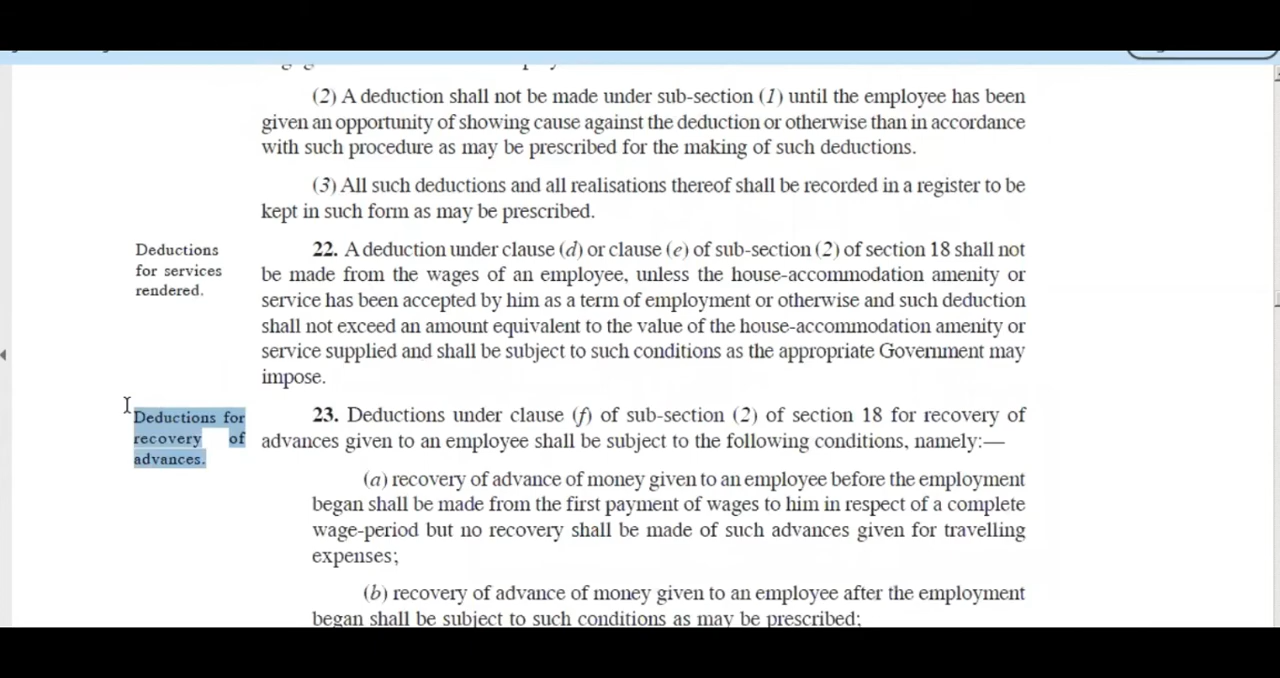 (2) A deduction shall not be made under sub-section (1) until the employee has been
given an opportunity of showing cause against the deduction or otherwise than in accordance
with such procedure as may be prescribed for the making of such deductions.
(3) All such deductions and all realisations thereof shall be recorded in a register to be
kept in such form as may be prescribed.
Deductions
for services
rendered.
22. A deduction under clause (d) or clause (e) of sub-section (2) of section 18 shall not
be made from the wages of an employee, unless the house-accommodation amenity or
service has been accepted by him as a term of employment or otherwise and such deduction
shall not exceed an amount equivalent to the value of the house-accommodation amenity or
service supplied and shall be subject to such conditions as the appropriate Government may
impose.
Deductions for
recovery of
advances.
23. Deductions under clause (f) of sub-section (2) of section 18 for recovery of
advances given to an employee shall be subject to the following conditions, namely:—
(a) recovery of advance of money given to an employee before the employment
began shall be made from the first payment of wages to him in respect of a complete
wage-period but no recovery shall be made of such advances given for travelling
expenses;
(b) recovery of advance of money given to an employee after the employment
began shall be subject to such conditions as may be prescribed;